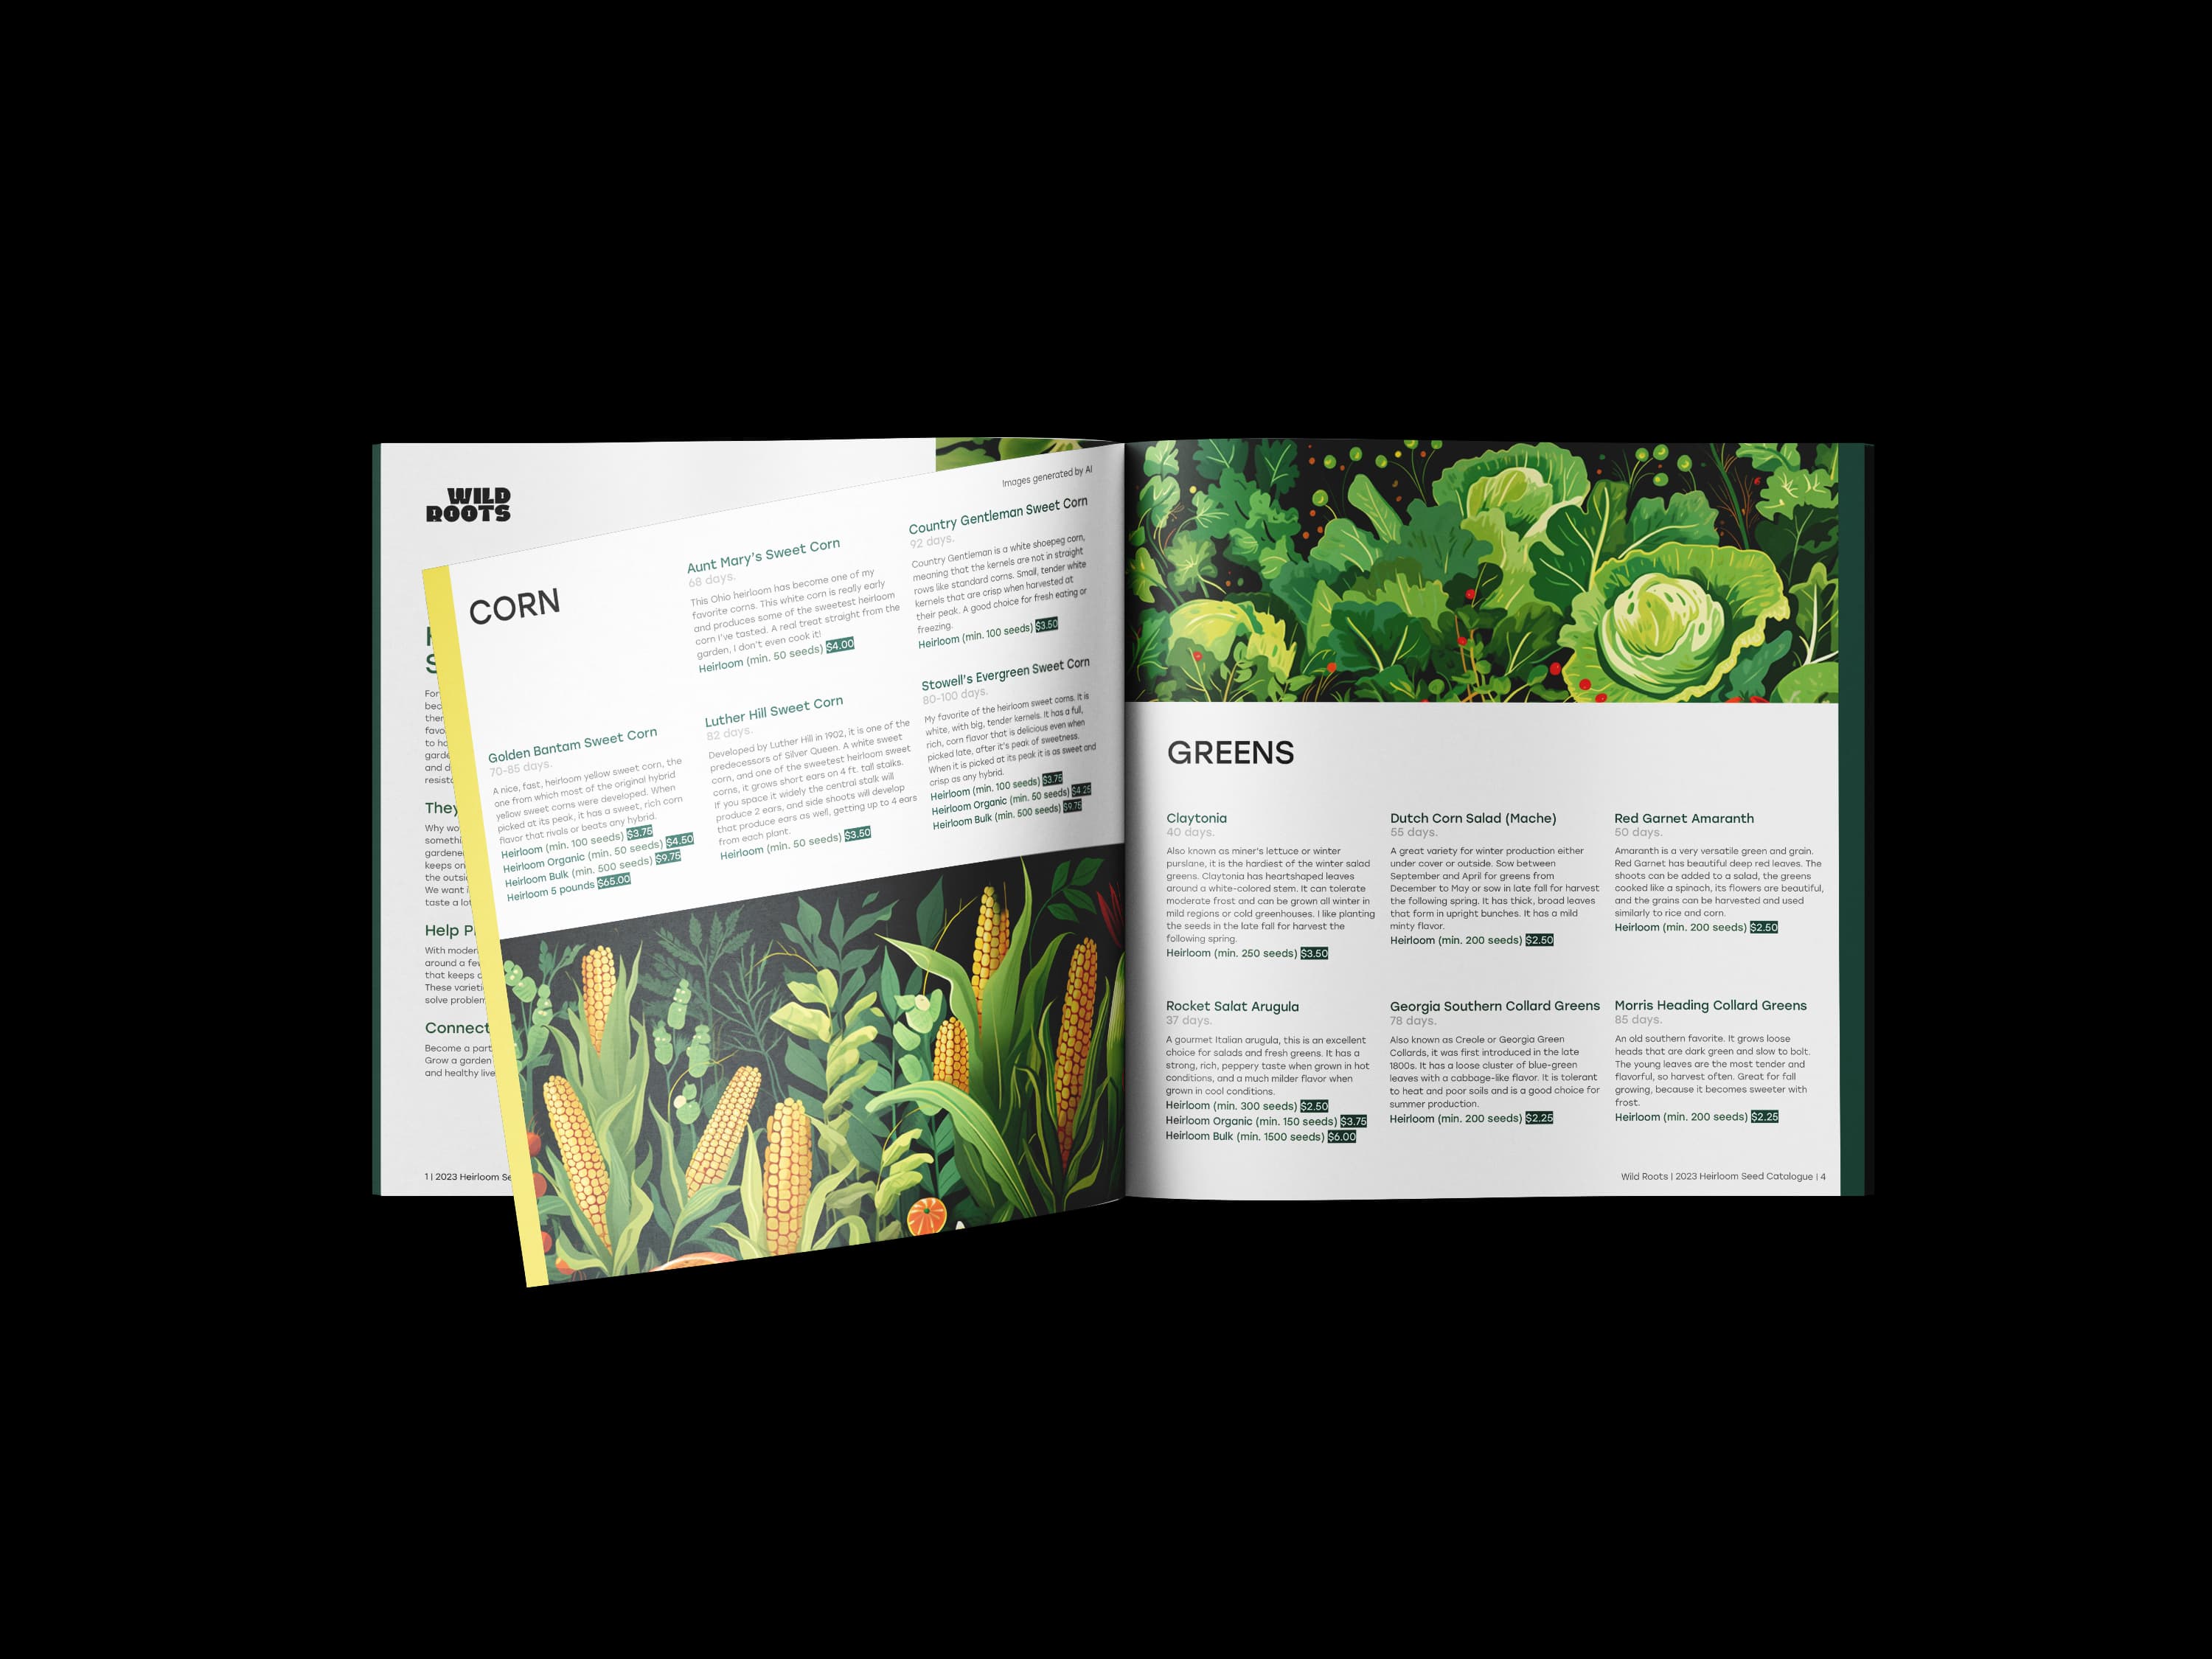 WILD
ROOTS
For
bec
ther
favo
to ha
garde
and d
resista
They
Why wo
somethi
gardene
keeps on
the outsi
We want
taste a lot
Help P
With moder
around a few
that keeps
These varieti
solve problem
Connect
Become a part
Grow a garden
and healthy live
1 | 2023 Heirloom Se
Images generated by AI
CORN
Golden Bantam Sweet Corn
70-85 days.
A nice, fast, heirloom yellow sweet corn, the
one from which most of the original hybrid
yellow sweet corns were developed. When
picked at its peak, it has a sweet, rich corn
flavor that rivals or beats any hybrid.
Heirloom (min. 100 seeds) $3.75
Heirloom Organic (min. 50 seeds) $4.50
Heirloom Bulk (min. 500 seeds) $9.75
Heirloom 5 pounds $65.00
Aunt Mary's Sweet Corn
68 days.
This Ohio heirloom has become one of my
favorite corns. This white corn is really early
and produces some of the sweetest heirloom
corn I've tasted. A real treat straight from the
garden, I don't even cook it!
Heirloom (min. 50 seeds) $4.00
Luther Hill Sweet Corn
82 days.
Developed by Luther Hill in 1902, it is one of the
predecessors of Silver Queen. A white sweet
corn, and one of the sweetest heirloom sweet
corns, it grows short ears on 4 ft. tall stalks.
If you space it widely the central stalk will
produce 2 ears, and side shoots will develop
that produce ears as well, getting up to 4 ears
from each plant.
Heirloom (min. 50 seeds) $3.50
Country Gentleman Sweet Corn
92 days.
Country Gentleman is a white shoepeg corn,
meaning that the kernels are not in straight
rows like standard corns. Small, tender white
kernels that are crisp when harvested at
their peak. A good choice for fresh eating or
freezing.
Heirloom (min. 100 seeds) $3.50
Stowell's Evergreen Sweet Corn
80-100 days.
My favorite of the heirloom sweet corns. It is
white, with big, tender kernels. It has a full,
rich, corn flavor that is delicious even when
picked late, after it's peak of sweetness.
When it is picked at its peak it is as sweet and
crisp as any hybrid.
Heirloom (min. 100 seeds) $3.75
Heirloom Organic (min. 50 seeds) $4.25
Heirloom Bulk (min. 500 seeds) $9.75
GREENS
Claytonia
40 days.
Also known as miner's lettuce or winter
purslane, it is the hardiest of the winter salad
greens. Claytonia has heartshaped leaves
around a white-colored stem. It can tolerate
moderate frost and can be grown all winter in
mild regions or cold greenhouses. I like planting
the seeds in the late fall for harvest the
following spring.
Heirloom (min. 250 seeds) $3.50
Dutch Corn Salad (Mache)
55 days.
A great variety for winter production either
under cover or outside. Sow between
September and April for greens from
December to May or sow in late fall for harvest
the following spring. It has thick, broad leaves
that form in upright bunches. It has a mild
minty flavor.
Heirloom (min. 200 seeds) $2.50
Red Garnet Amaranth
50 days.
Amaranth is a very versatile green and grain.
Red Garnet has beautiful deep red leaves. The
shoots can be added to a salad, the greens
cooked like a spinach, its flowers are beautiful,
and the grains can be harvested and used
similarly to rice and corn.
Heirloom (min. 200 seeds) $2.50
Rocket Salat Arugula
37 days.
A gourmet Italian arugula, this is an excellent
choice for salads and fresh greens. It has a
strong, rich, peppery taste when grown in hot
conditions, and a much milder flavor when
grown in cool conditions.
Heirloom (min. 300 seeds) $2.50
Heirloom Organic (min. 150 seeds) $3.75
Heirloom Bulk (min. 1500 seeds) $6.00
Georgia Southern Collard Greens
78 days.
Also known as Creole or Georgia Green
Collards, it was first introduced in the late
1800s. It has a loose cluster of blue-green
leaves with a cabbage-like flavor. It is tolerant
to heat and poor soils and is a good choice for
summer production.
Heirloom (min. 200 seeds) $2.25
Morris Heading Collard Greens
85 days.
An old southern favorite. It grows loose
heads that are dark green and slow to bolt.
The young leaves are the most tender and
flavorful, so harvest often. Great for fall
growing, because it becomes sweeter with
frost.
Heirloom (min. 200 seeds) $2.25
Wild Roots | 2023 Heirloom Seed Catalogue | 4